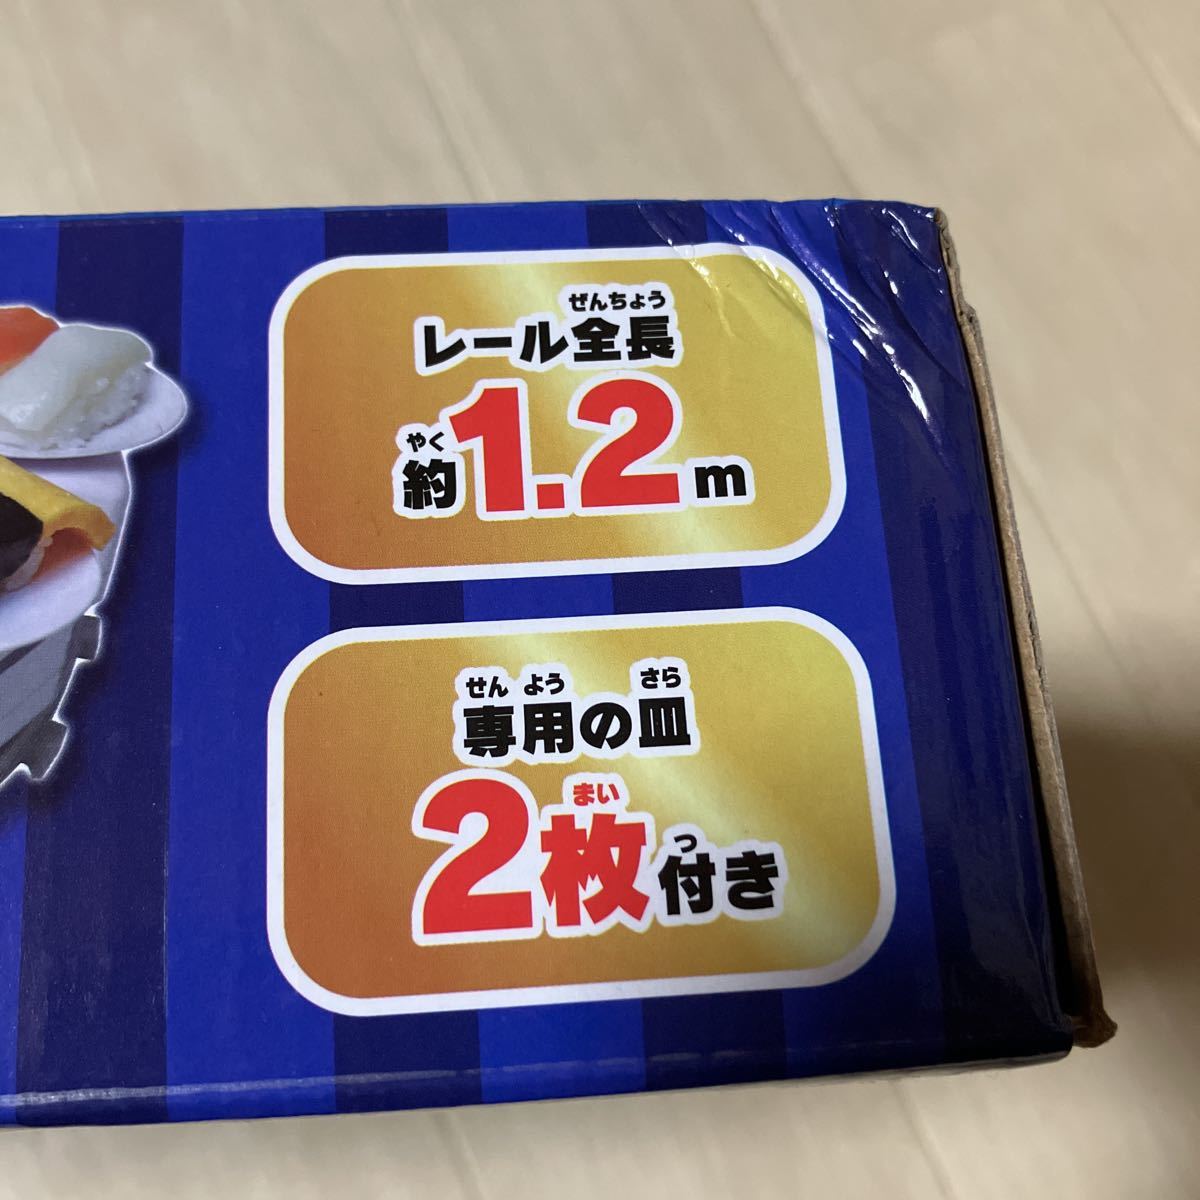 ぜんちょう
レール全長
やく
約1.2m
せんよう さら
専用の皿
まい っ
2枚付き